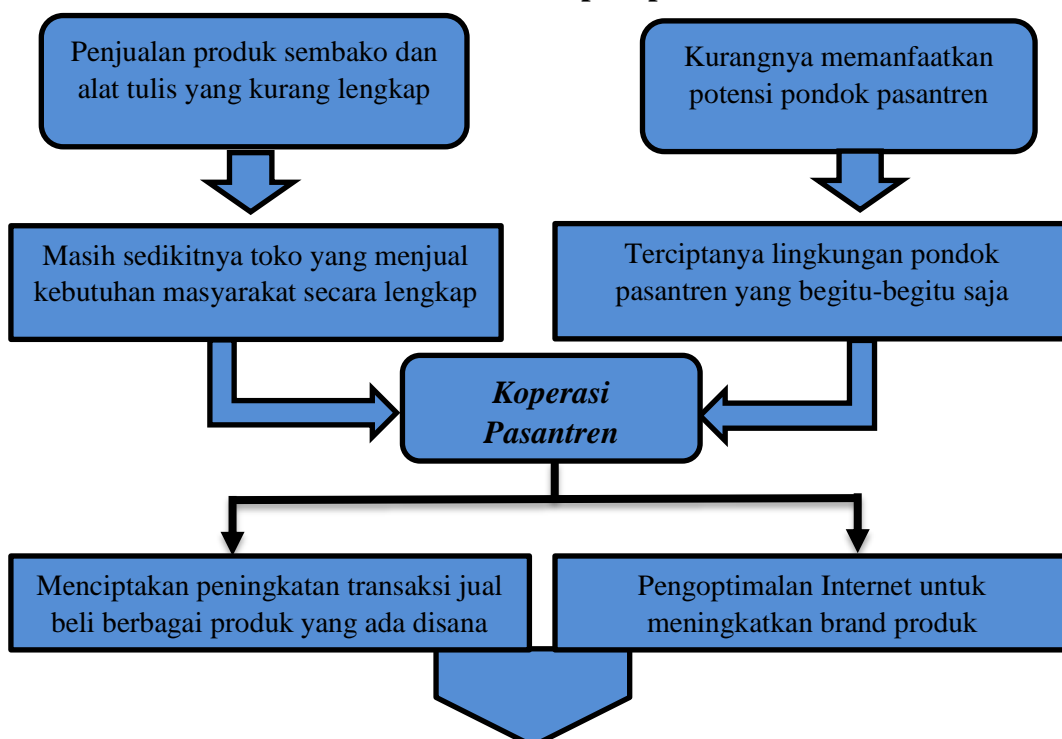 Penjualan produk sembako dan
alat tulis yang kurang lengkap
Kurangnya memanfaatkan
potensi pondok pasantren
Masih sedikitnya toko yang menjual
kebutuhan masyarakat secara lengkap
Terciptanya lingkungan pondok
pasantren yang begitu-begitu saja
Koperasi
Pasantren
Menciptakan peningkatan transaksi jual
beli berbagai produk yang ada disana
Pengoptimalan Internet untuk
meningkatkan brand produk